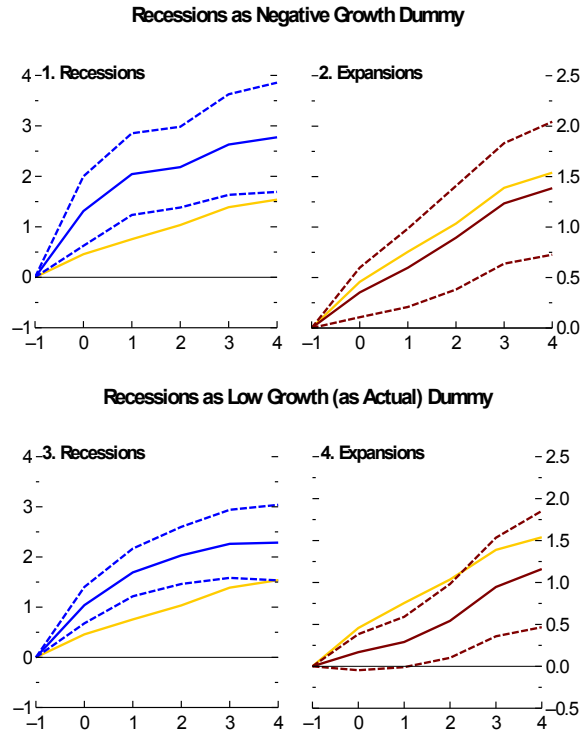 Recessions as Negative Growth Dummy
1. Recessions
2. Expansions
4
3
2
1
0
–1
2.5
2.0
1.5
1.0
0.5
0.0
–1 0 1 2 3 4
–1 0 1 2 3 4
Recessions as Low Growth (as Actual) Dummy
3. Recessions
4. Expansions
4
3
2
1
0
–1
2.5
2.0
1.5
1.0
0.5
0.0
–0.5
–1 0 1 2 3 4
–1 0 1 2 3 4